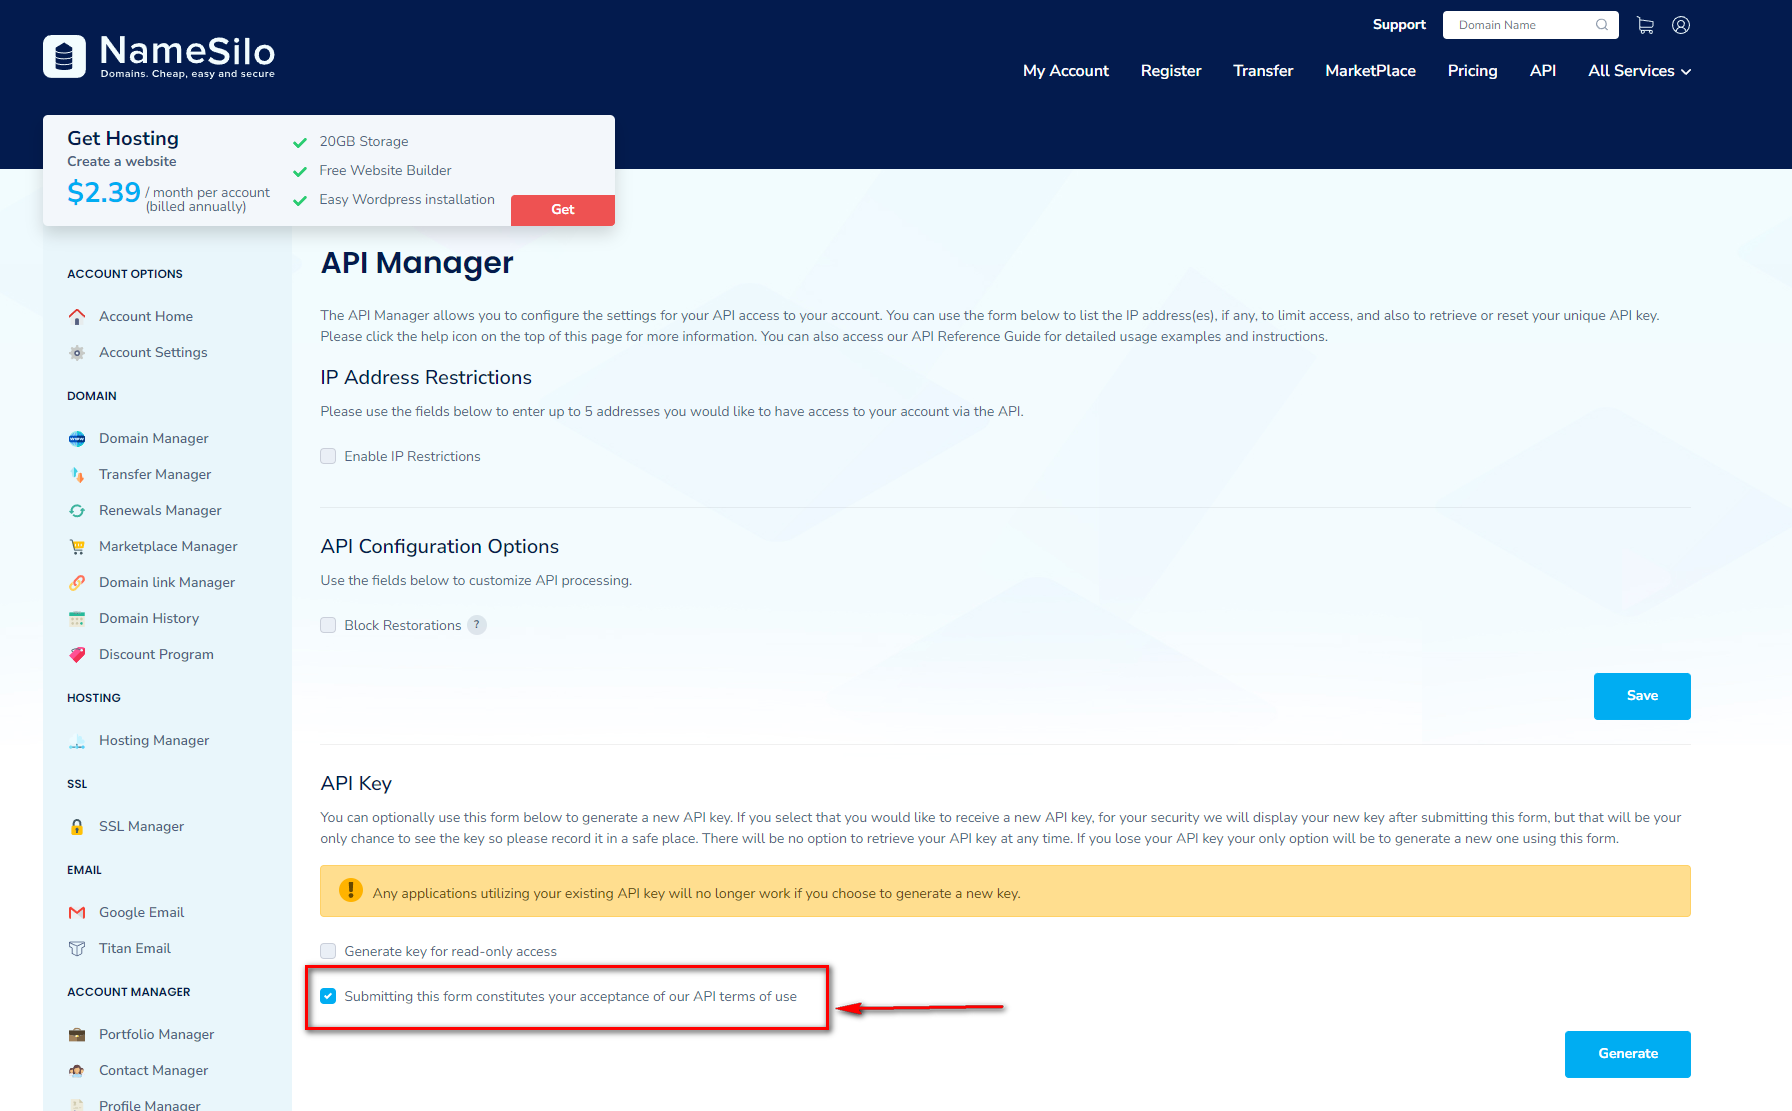 Support
Domain Name
NameSilo
Domains. Cheap, easy and secure
My Account
Register
Transfer
MarketPlace
Pricing
API
All Services
Get Hosting
Create a website
$2.39 / month per account
(billed annually)
20GB Storage
Free Website Builder
Easy Wordpress installation
Get
ACCOUNT OPTIONS
Account Home
Account Settings
DOMAIN
Domain Manager
Transfer Manager
Renewals Manager
Marketplace Manager
Domain link Manager
Domain History
Discount Program
HOSTING
Hosting Manager
SSL
SSL Manager
EMAIL
Google Email
Titan Email
ACCOUNT MANAGER
Portfolio Manager
Contact Manager
Profile Manager
API Manager
The API Manager allows you to configure the settings for your API access to your account. You can use the form below to list the IP address(es), if any, to limit access, and also to retrieve or reset your unique API key.
Please click the help icon on the top of this page for more information. You can also access our API Reference Guide for detailed usage examples and instructions.
IP Address Restrictions
Please use the fields below to enter up to 5 addresses you would like to have access to your account via the API.
Enable IP Restrictions
API Configuration Options
Use the fields below to customize API processing.
Block Restorations ?
Save
API Key
You can optionally use this form below to generate a new API key. If you select that you would like to receive a new API key, for your security we will display your new key after submitting this form, but that will be your
only chance to see the key so please record it in a safe place. There will be no option to retrieve your API key at any time. If you lose your API key your only option will be to generate a new one using this form.
Any applications utilizing your existing API key will no longer work if you choose to generate a new key.
Generate key for read-only access
Submitting this form constitutes your acceptance of our API terms of use
Generate